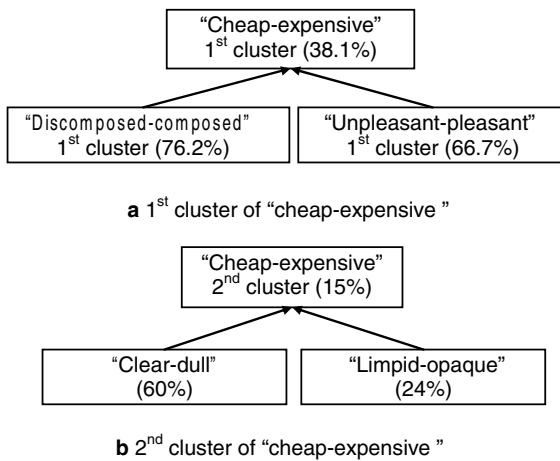 “Cheap-expensive”
1st cluster (38.1%)
“Discomposed-composed”
1st cluster (76.2%)
“Unpleasant-pleasant”
1st cluster (66.7%)
a 1st cluster of “cheap-expensive ”
“Cheap-expensive”
2nd cluster (15%)
“Clear-dull”
(60%)
“Limpid-opaque”
(24%)
b 2nd cluster of “cheap-expensive ”